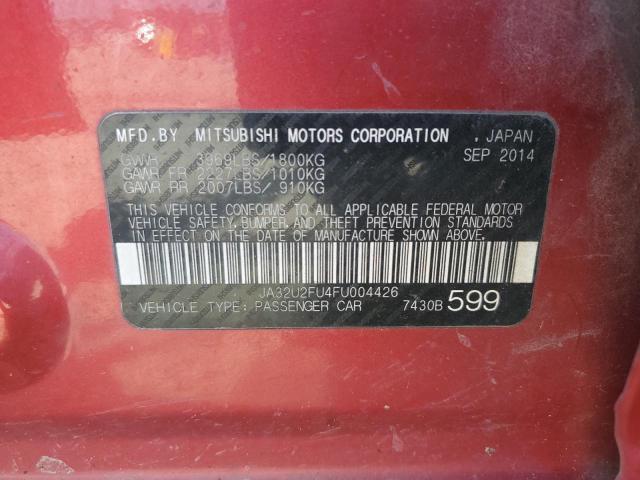 MFD.BY MITSUBISHI MOTORS CORPORATION , JAPAN
GVWR 3969LBS/1800KG SEP 2014
GAWR FR 2227LBS/1010KG
GAWR RR 2007LBS/ 910KG
THIS VEHICLE CONFORMS TO ALL APPLICABLE FEDERAL MOTOR
VEHICLE SAFETY, BUMPER, AND THEFT PREVENTION STANDARDS
IN EFFECT ON THE DATE OF MANUFACTURE SHOWN ABOVE.
JA32U2FU4FU004426
VEHICLE TYPE: PASSENGER CAR 7430B 599